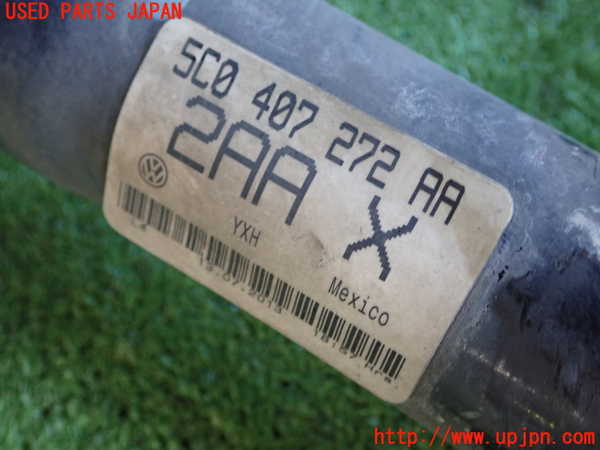 USED PARTS JAPAN
5C0 407 272 AA
2AA X
YXH
Mexico
http://www.upjpn.com/